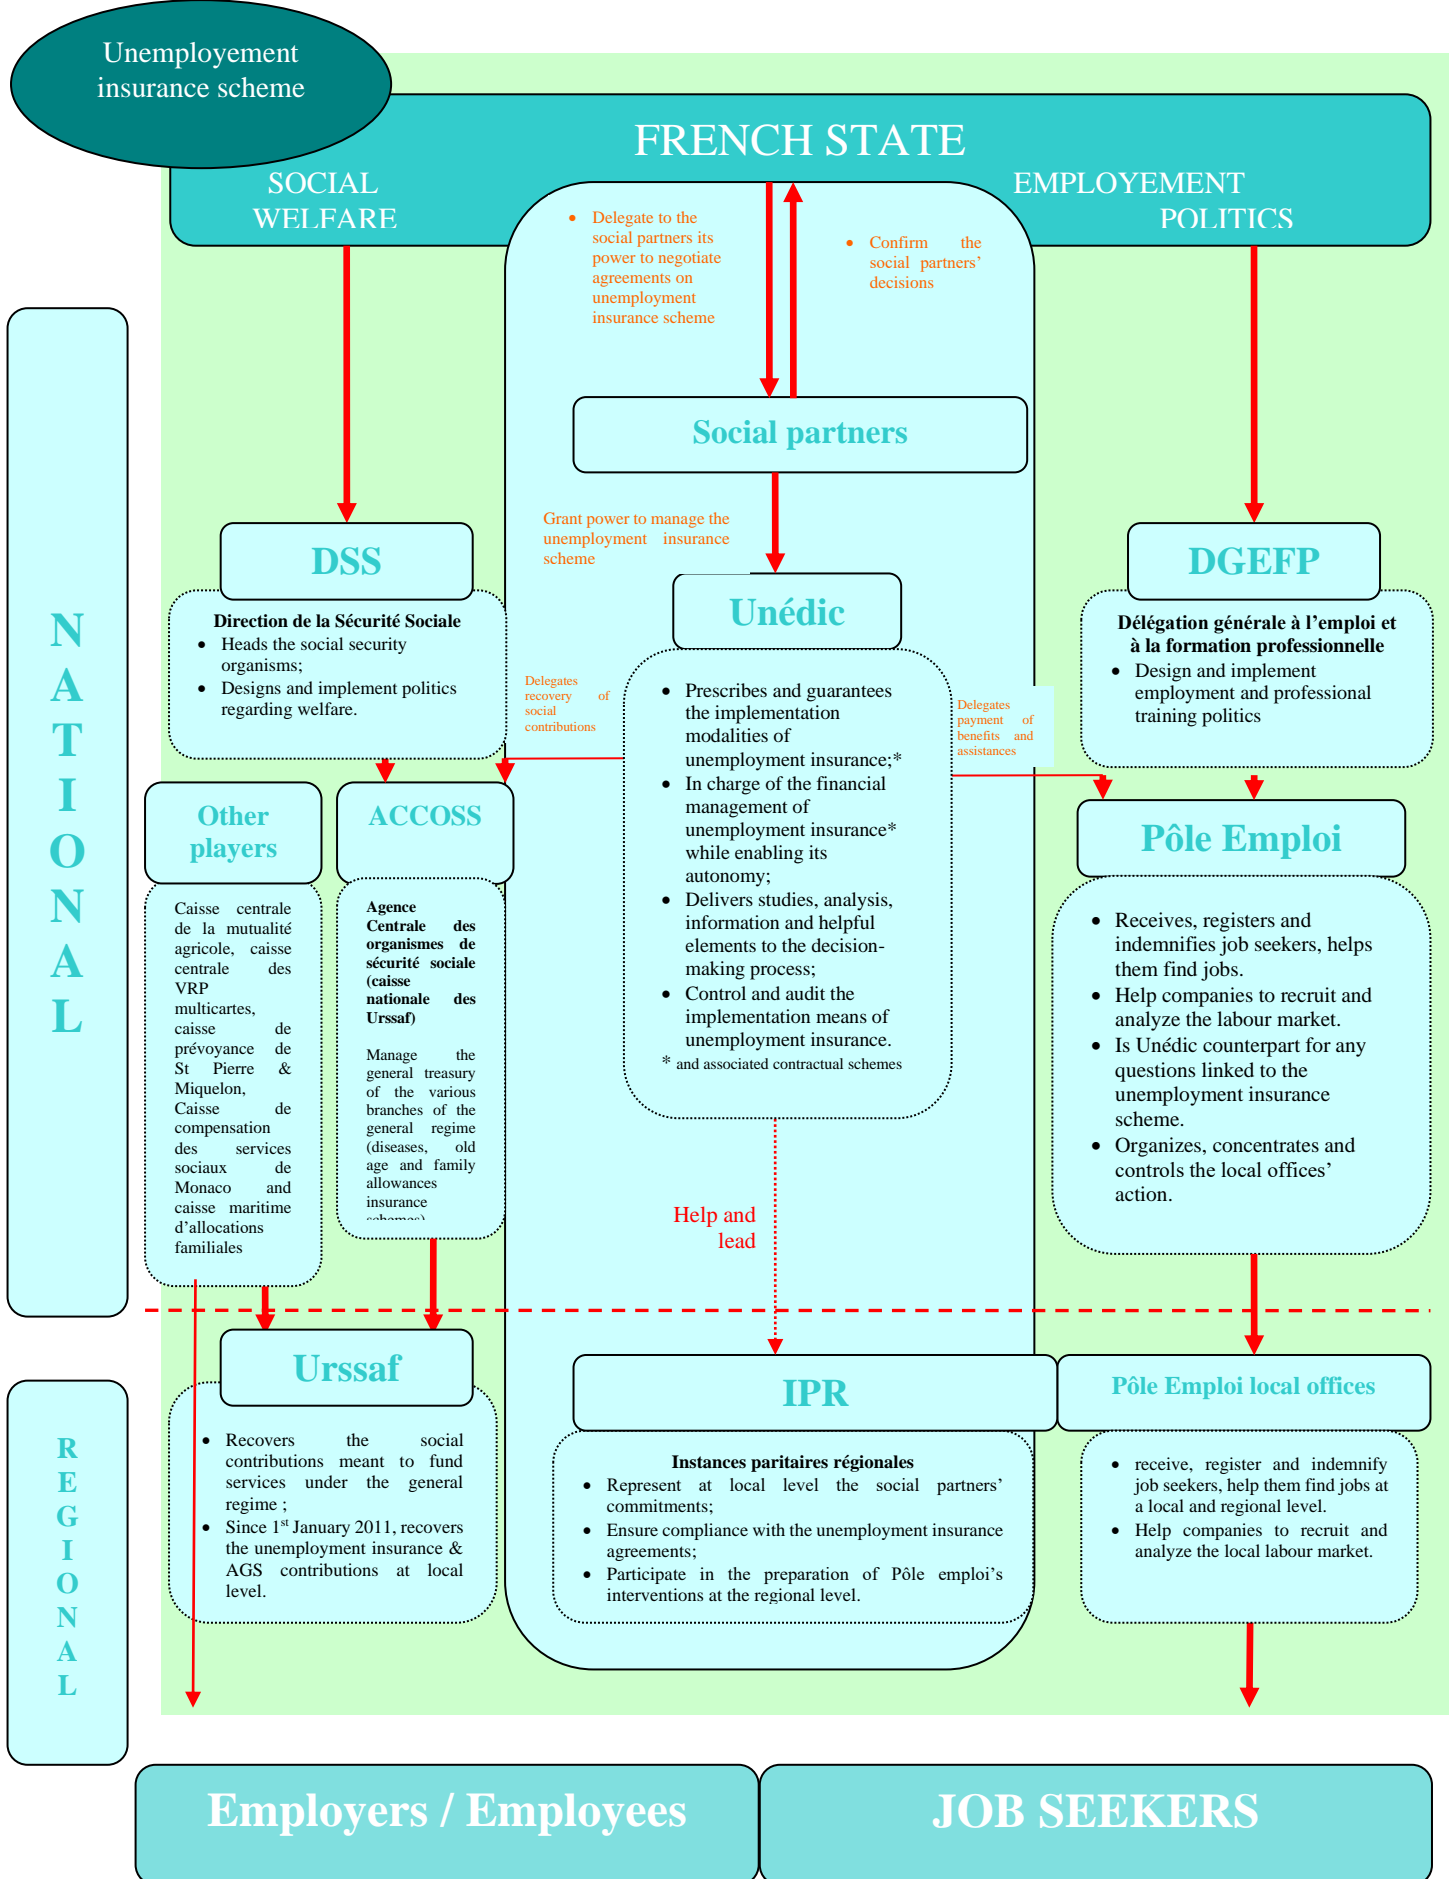 Unemployement
insurance scheme
FRENCH STATE
SOCIAL
WELFARE
EMPLOYEMENT
POLITICS
• Delegate to the
social partners its
power to negotiate
agreements on
unemployment
insurance scheme
• Confirm the
social partners’
decisions
Social partners
Grant power to manage the
unemployment insurance
scheme
NATIONAL
DSS
Direction de la Sécurité Sociale
• Heads the social security
organisms;
• Designs and implement politics
regarding welfare.
Delegates
recovery of
social
contributions
Unédic
• Prescribes and guarantees
the implementation
modalities of
unemployment insurance;*
• In charge of the financial
management of
unemployment insurance*
while enabling its
autonomy;
• Delivers studies, analysis,
information and helpful
elements to the decision-
making process;
• Control and audit the
implementation means of
unemployment insurance.
* and associated contractual schemes
Delegates
payment of
benefits and
assistances
DGEFP
Délégation générale à l’emploi et
à la formation professionnelle
• Design and implement
employment and professional
training politics
Other
players
Caisse centrale
de la mutualité
agricole, caisse
centrale des
VRP
multicartes,
caisse de
prévoyance de
St Pierre &
Miquelon,
Caisse de
compensation
des services
sociaux de
Monaco and
caisse maritime
d’allocations
familiales
ACCOSS
Agence
Centrale des
organismes de
sécurité sociale
(caisse
nationale des
Urssaf)
Manage the
general treasury
of the various
branches of the
general regime
(diseases, old
age and family
allowances
insurance
schemes)
Pôle Emploi
• Receives, registers and
indemnifies job seekers, helps
them find jobs.
• Help companies to recruit and
analyze the labour market.
• Is Unédic counterpart for any
questions linked to the
unemployment insurance
scheme.
• Organizes, concentrates and
controls the local offices’
action.
Help and
lead
REGIONAL
Urssaf
• Recovers the social
contributions meant to fund
services under the general
regime ;
• Since 1st January 2011, recovers
the unemployment insurance &
AGS contributions at local
level.
IPR
Instances paritaires régionales
• Represent at local level the social partners’
commitments;
• Ensure compliance with the unemployment insurance
agreements;
• Participate in the preparation of Pôle emploi’s
interventions at the regional level.
Pôle Emploi local offices
• receive, register and indemnify
job seekers, help them find jobs at
a local and regional level.
• Help companies to recruit and
analyze the local labour market.
Employers / Employees
JOB SEEKERS